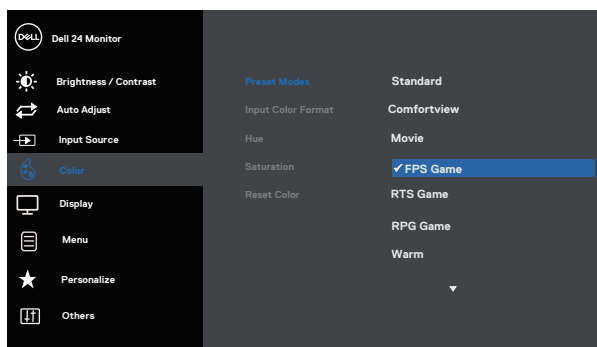 DELL Dell 24 Monitor
Brightness / Contrast
Auto Adjust
Input Source
Color
Display
Menu
Personalize
Others
Preset Modes
Input Color Format
Hue
Saturation
Reset Color
Standard
Comfortview
Movie
✔FPS Game
RTS Game
RPG Game
Warm